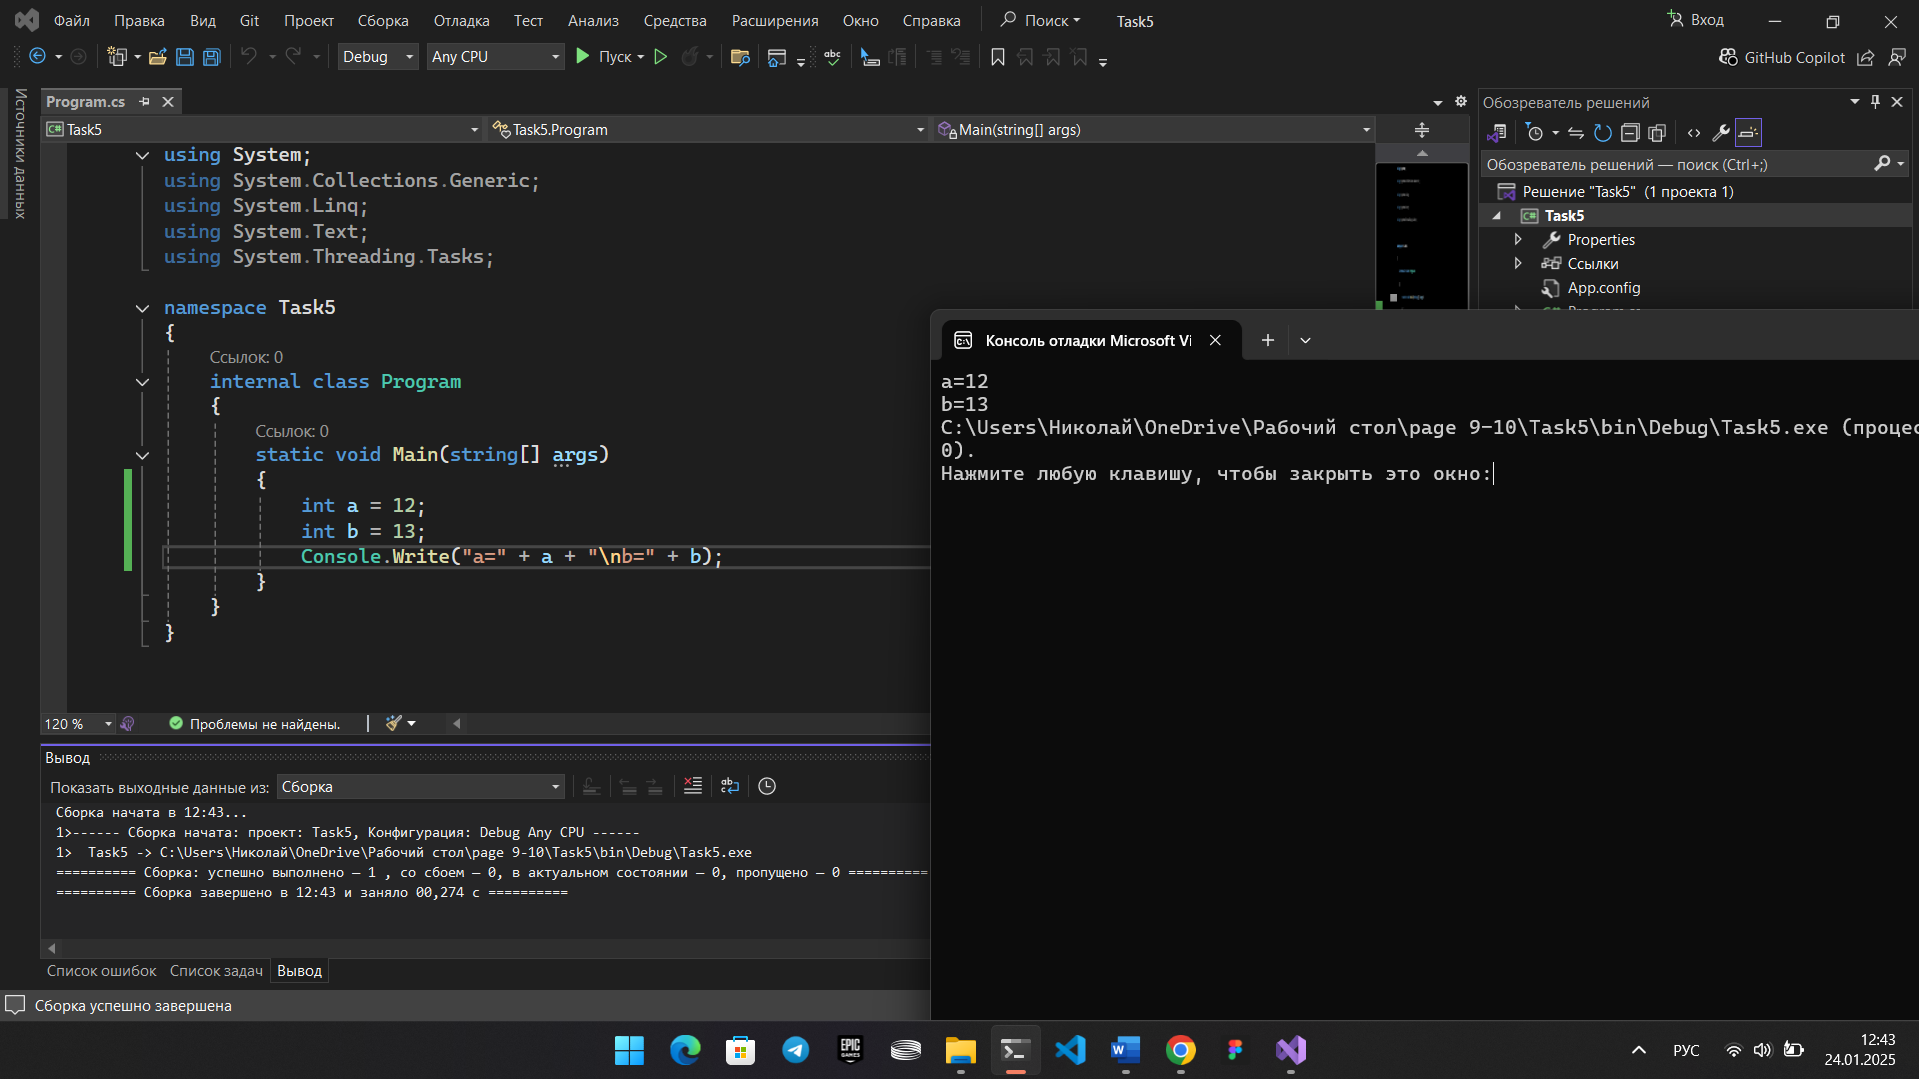 Файл Правка Вид Git Проект Сборка Отладка Тест Анализ Средства Расширения Окно Справка Поиск Task5 Вход
Debug Any CPU Пуск GitHub Copilot
Источники данных
Program.cs
Task5 Task5.Program Main(string[] args)
using System;
using System.Collections.Generic;
using System.Linq;
using System.Text;
using System.Threading.Tasks;
namespace Task5
{
Ссылок: 0
internal class Program
{
Ссылок: 0
static void Main(string[] args)
{
int a = 12;
int b = 13;
Console.Write("a=" + a + "\nb=" + b);
}
}
}
120 % Проблемы не найдены.
Обозреватель решений
Обозреватель решений — поиск (Ctrl+;)
Решение "Task5" (1 проекта 1)
Task5
Properties
Ссылки
App.config
Консоль отладки Microsoft Vi
a=12
b=13
C:\Users\Николай\OneDrive\Рабочий стол\page 9-10\Task5\bin\Debug\Task5.exe (процес
0).
Нажмите любую клавишу, чтобы закрыть это окно:
Вывод
Показать выходные данные из: Сборка
Сборка начата в 12:43...
1>------ Сборка начата: проект: Task5, Конфигурация: Debug Any CPU ------
1>  Task5 -> C:\Users\Николай\OneDrive\Рабочий стол\page 9-10\Task5\bin\Debug\Task5.exe
========== Сборка: успешно выполнено — 1 , со сбоем — 0, в актуальном состоянии — 0, пропущено — 0 ==========
========== Сборка завершено в 12:43 и заняло 00,274 с ==========
Список ошибок Список задач Вывод
Сборка успешно завершена
EPIC GAMES
РУС
12:43
24.01.2025